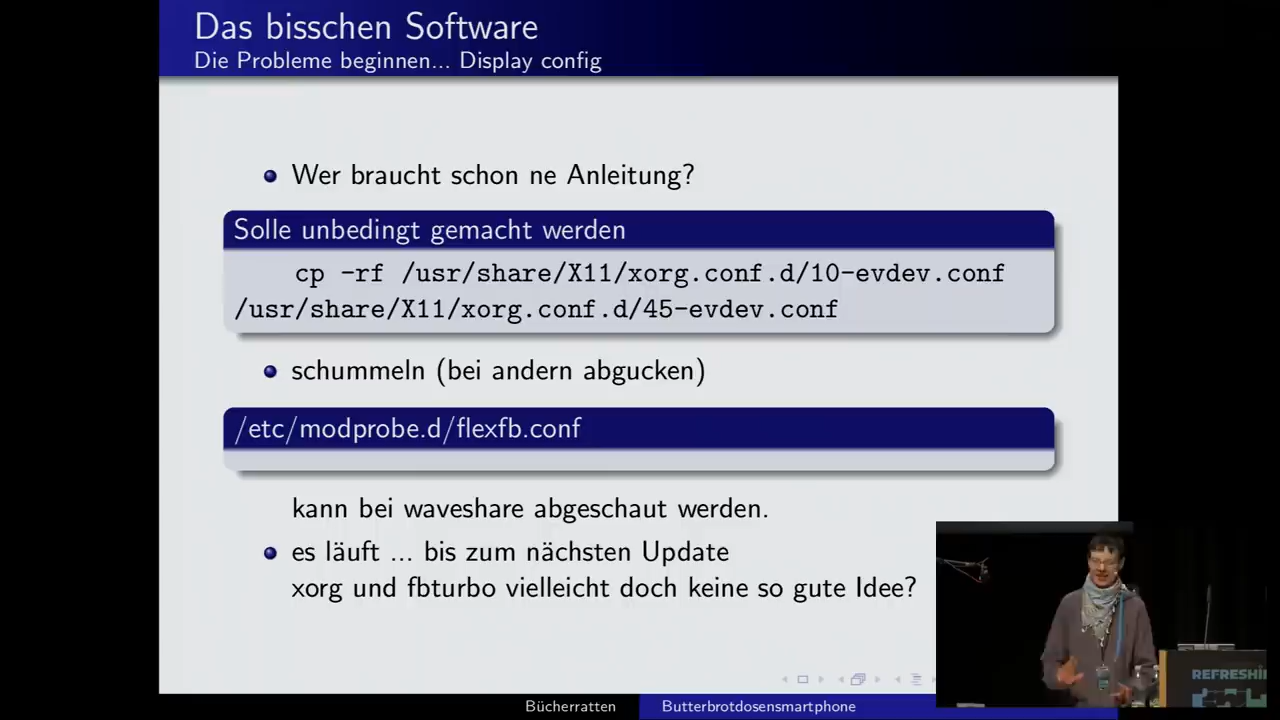 Das bisschen Software
Die Probleme beginnen... Display config
Wer braucht schon ne Anleitung?
Solle unbedingt gemacht werden
cp -rf /usr/share/X11/xorg.conf.d/10-evdev.conf
/usr/share/X11/xorg.conf.d/45-evdev.conf
schummeln (bei andern abgucken)
/etc/modprobe.d/flexfb.conf
kann bei waveshare abgeschaut werden.
es läuft ... bis zum nächsten Update
xorg und fbturbo vielleicht doch keine so gute Idee?
REFRESHI
Bücherratten
Butterbrotdosensmartphone